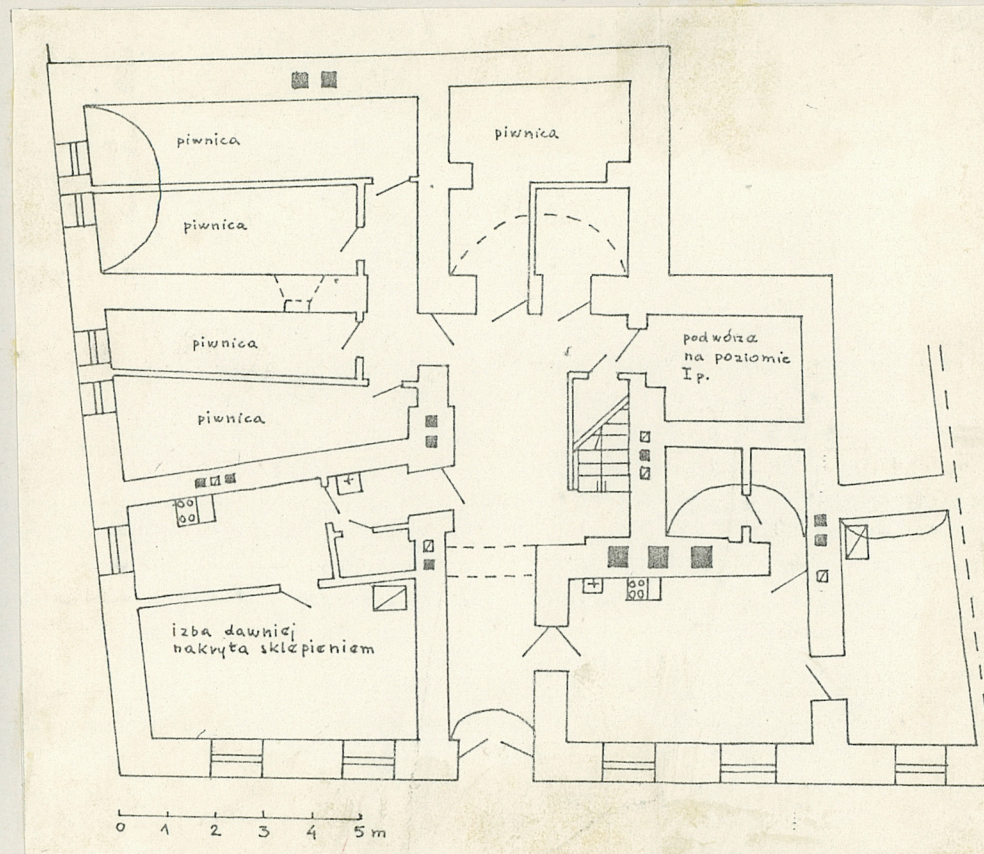 piwnica
piwnica
piwnica
piwnica
piwnica
podwórze
na poziomie
I p.
izba dawniej
nakryta sklepieniem
0 1 2 3 4 5 m